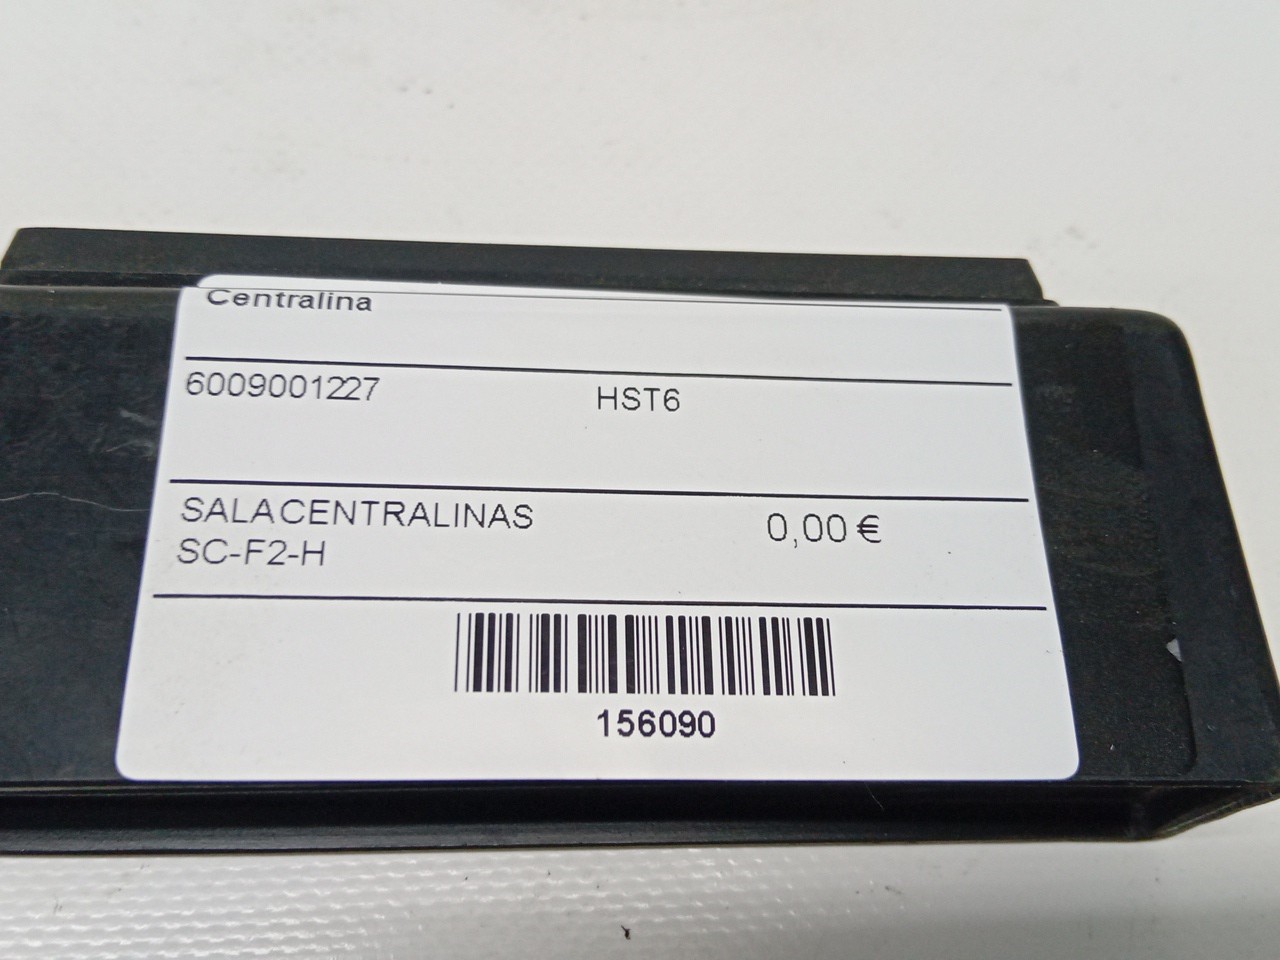 Centralina
6009001227 HST6
SALACENTRALINAS 0,00 €
SC-F2-H
156090